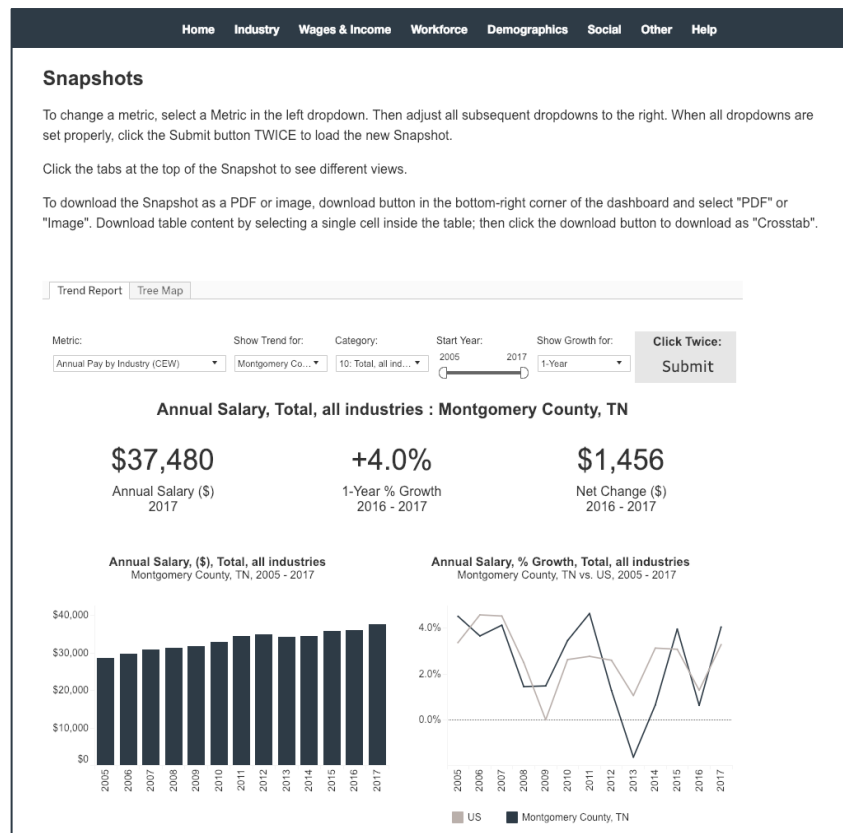 Home Industry Wages & Income Workforce Demographics Social Other Help
Snapshots
To change a metric, select a Metric in the left dropdown. Then adjust all subsequent dropdowns to the right. When all dropdowns are
set properly, click the Submit button TWICE to load the new Snapshot.
Click the tabs at the top of the Snapshot to see different views.
To download the Snapshot as a PDF or image, download button in the bottom-right corner of the dashboard and select "PDF" or
"Image". Download table content by selecting a single cell inside the table; then click the download button to download as "Crosstab".
Trend Report Tree Map
Metric: Show Trend for: Category: Start Year: Show Growth for: Click Twice:
2005 2017
Annual Pay by Industry (CEW) Montgomery Co... 10: Total, all ind... 1-Year Submit
Annual Salary, Total, all industries : Montgomery County, TN
$37,480 +4.0% $1,456
Annual Salary ($) 1-Year % Growth Net Change ($)
2017 2016 - 2017 2016 - 2017
Annual Salary, ($), Total, all industries
Montgomery County, TN, 2005 - 2017
$40,000
$30,000
$20,000
$10,000
$0
2005 2006 2007 2008 2009 2010 2011 2012 2013 2014 2015 2016 2017
Annual Salary, % Growth, Total, all industries
Montgomery County, TN vs. US, 2005 - 2017
4.0%
2.0%
0.0%
2005 2006 2007 2008 2009 2010 2011 2012 2013 2014 2015 2016 2017
US Montgomery County, TN